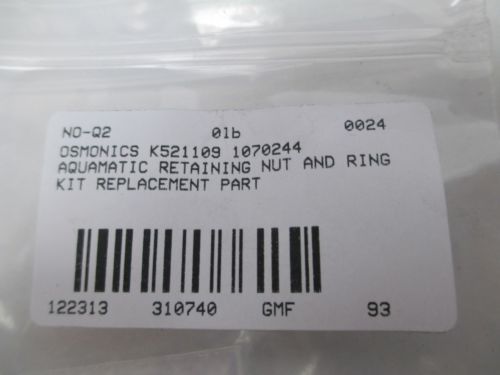 NO-Q2 01b 0024
OSMONICS K521109 1070244
AQUAMATIC RETAINING NUT AND RING
KIT REPLACEMENT PART
122313 310740 GMF 93